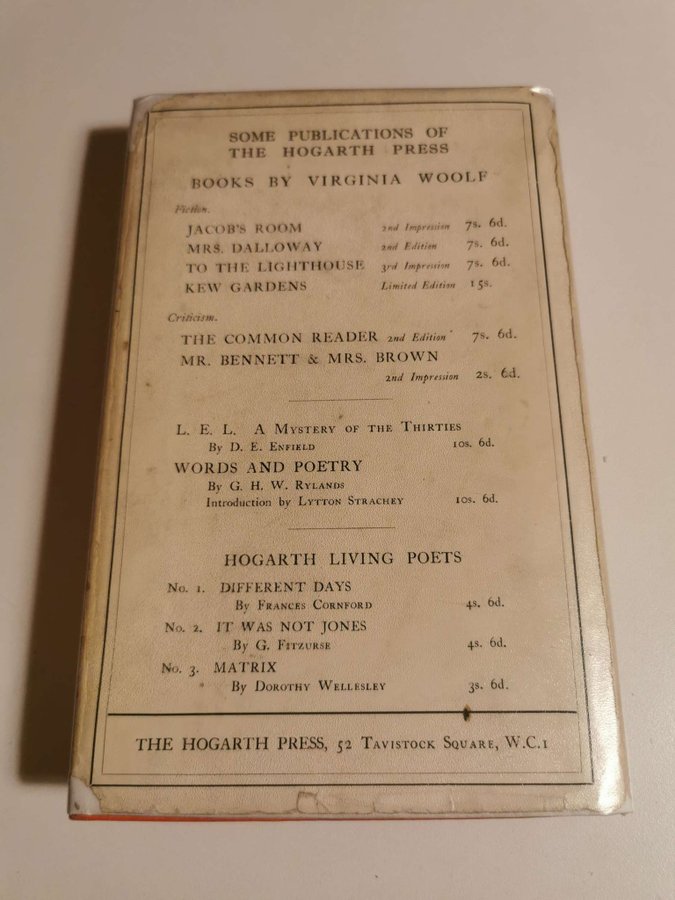 SOME PUBLICATIONS OF
THE HOGARTH PRESS
BOOKS BY VIRGINIA WOOLF
Fiction.
JACOB'S ROOM 2nd Impression 7s. 6d.
MRS. DALLOWAY 2nd Edition 7s. 6d.
TO THE LIGHTHOUSE 3rd Impression 7s. 6d.
KEW GARDENS Limited Edition 15s.
Criticism.
THE COMMON READER 2nd Edition 7s. 6d.
MR. BENNETT & MRS. BROWN
2nd Impression 2s. 6d.
L. E. L. A MYSTERY OF THE THIRTIES
By D. E. ENFIELD 10s. 6d.
WORDS AND POETRY
By G. H. W. RYLANDS
Introduction by LYTTON STRACHEY 10s. 6d.
HOGARTH LIVING POETS
No. 1. DIFFERENT DAYS
By FRANCES CORNFORD 4s. 6d.
No. 2. IT WAS NOT JONES
By G. FITZURSE 4s. 6d.
No. 3. MATRIX
By DOROTHY WELLESLEY 3s. 6d.
THE HOGARTH PRESS, 52 TAVISTOCK SQUARE, W.C.1